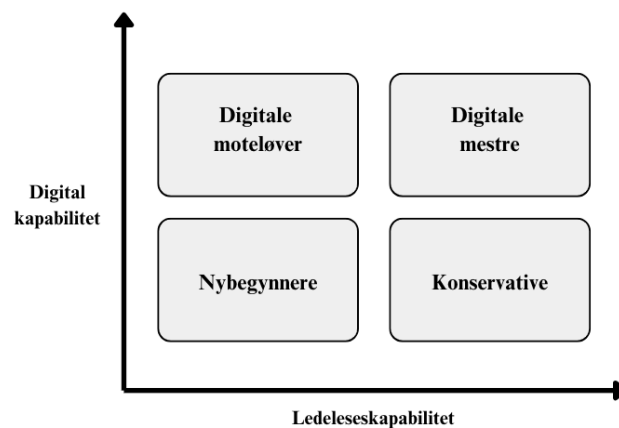 Digitale
moteløver
Digitale
mestre
Digital
kapabilitet
Nybegynnere
Konservative
Ledeleseskapabilitet